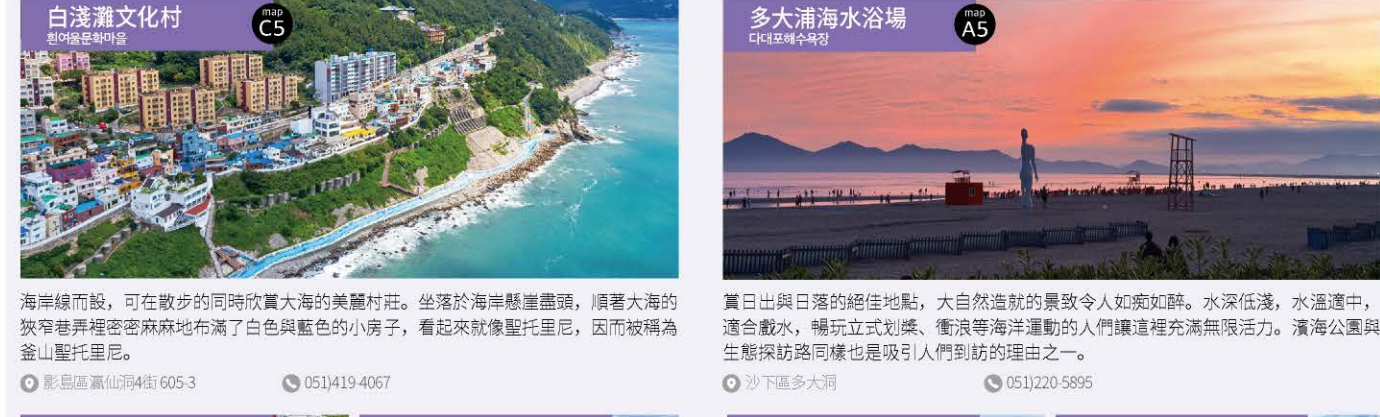 白淺灘文化村
흰여울문화마을
map
C5
海岸線而設，可在散步的同時欣賞大海的美麗村莊。坐落於海岸懸崖盡頭，順著大海的
狹窄巷弄裡密密麻麻地布滿了白色與藍色的小房子，看起來就像聖托里尼，因而被稱為
釜山聖托里尼。
影島區瀛仙洞4街 605-3
051)419-4067
多大浦海水浴場
다대포해수욕장
map
A5
賞日出與日落的絕佳地點，大自然造就的景致令人如痴如醉。水深低淺，水溫適中，
適合戲水，暢玩立式划槳、衝浪等海洋運動的人們讓這裡充滿無限活力。濱海公園與
生態探訪路同樣也是吸引人們到訪的理由之一。
沙下區多大洞
051)220-5895